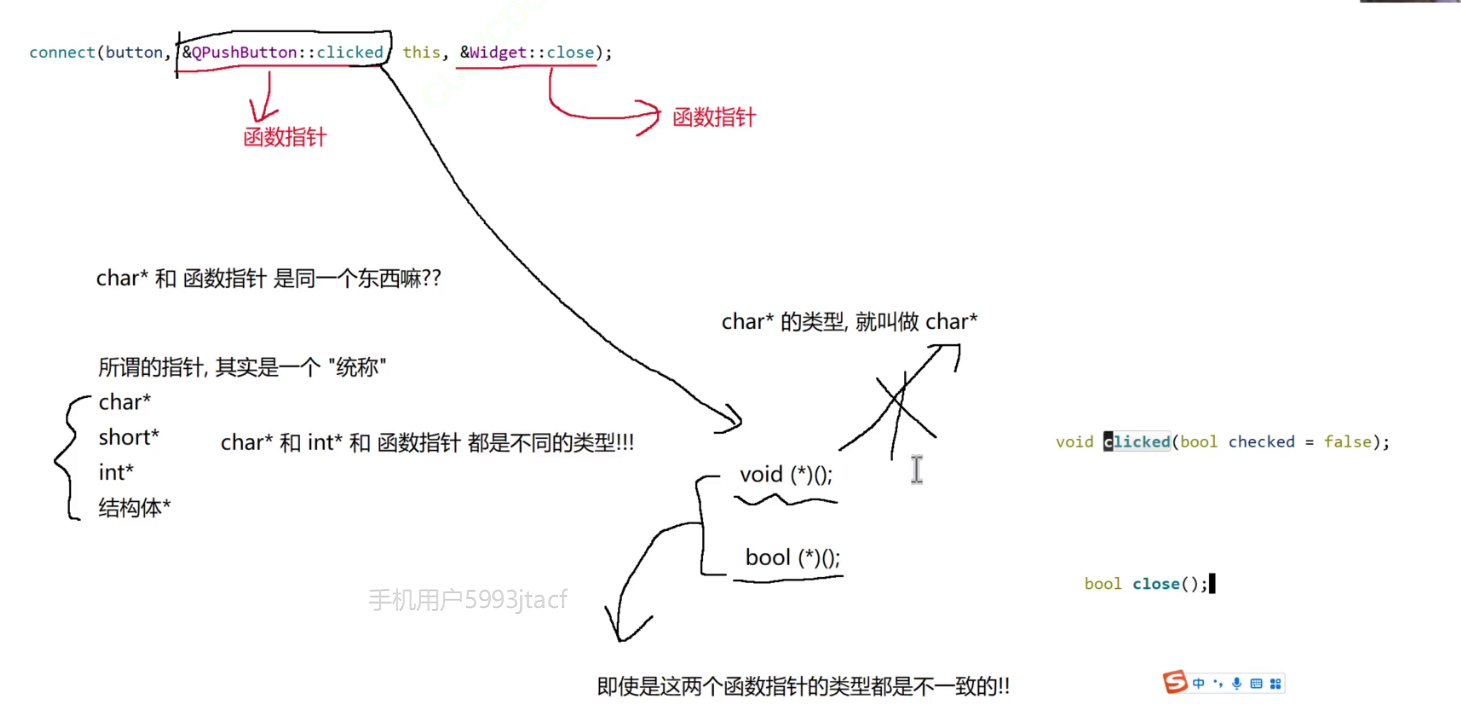 connect(button, &QPushButton::clicked, this, &Widget::close);
函数指针
函数指针
char* 和 函数指针 是同一个东西嘛??
char* 的类型, 就叫做 char*
所谓的指针, 其实是一个 "统称"
char*
short*
int*
结构体*
char* 和 int* 和 函数指针 都是不同的类型!!!
void clicked(bool checked = false);
void (*)();
bool (*)();
bool close();
手机用户5993jtacf
即使是这两个函数指针的类型都是不一致的!!
S中